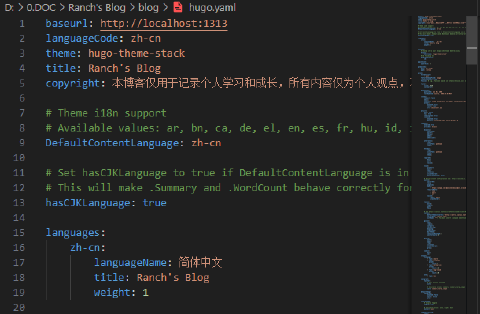 D: > 0.DOC > Ranch's Blog > blog > hugo.yaml
1 baseurl: http://localhost:1313
2 languageCode: zh-cn
3 theme: hugo-theme-stack
4 title: Ranch's Blog
5 copyright: 本博客仅用于记录个人学习和成长，所有内容仅为个人观点，
6
7 # Theme i18n support
8 # Available values: ar, bn, ca, de, el, en, es, fr, hu, id,
9 DefaultContentLanguage: zh-cn
10
11 # Set hasCJKLanguage to true if DefaultContentLanguage is in
12 # This will make .Summary and .WordCount behave correctly for
13 hasCJKLanguage: true
14
15 languages:
16 zh-cn:
17 languageName: 简体中文
18 title: Ranch's Blog
19 weight: 1
20